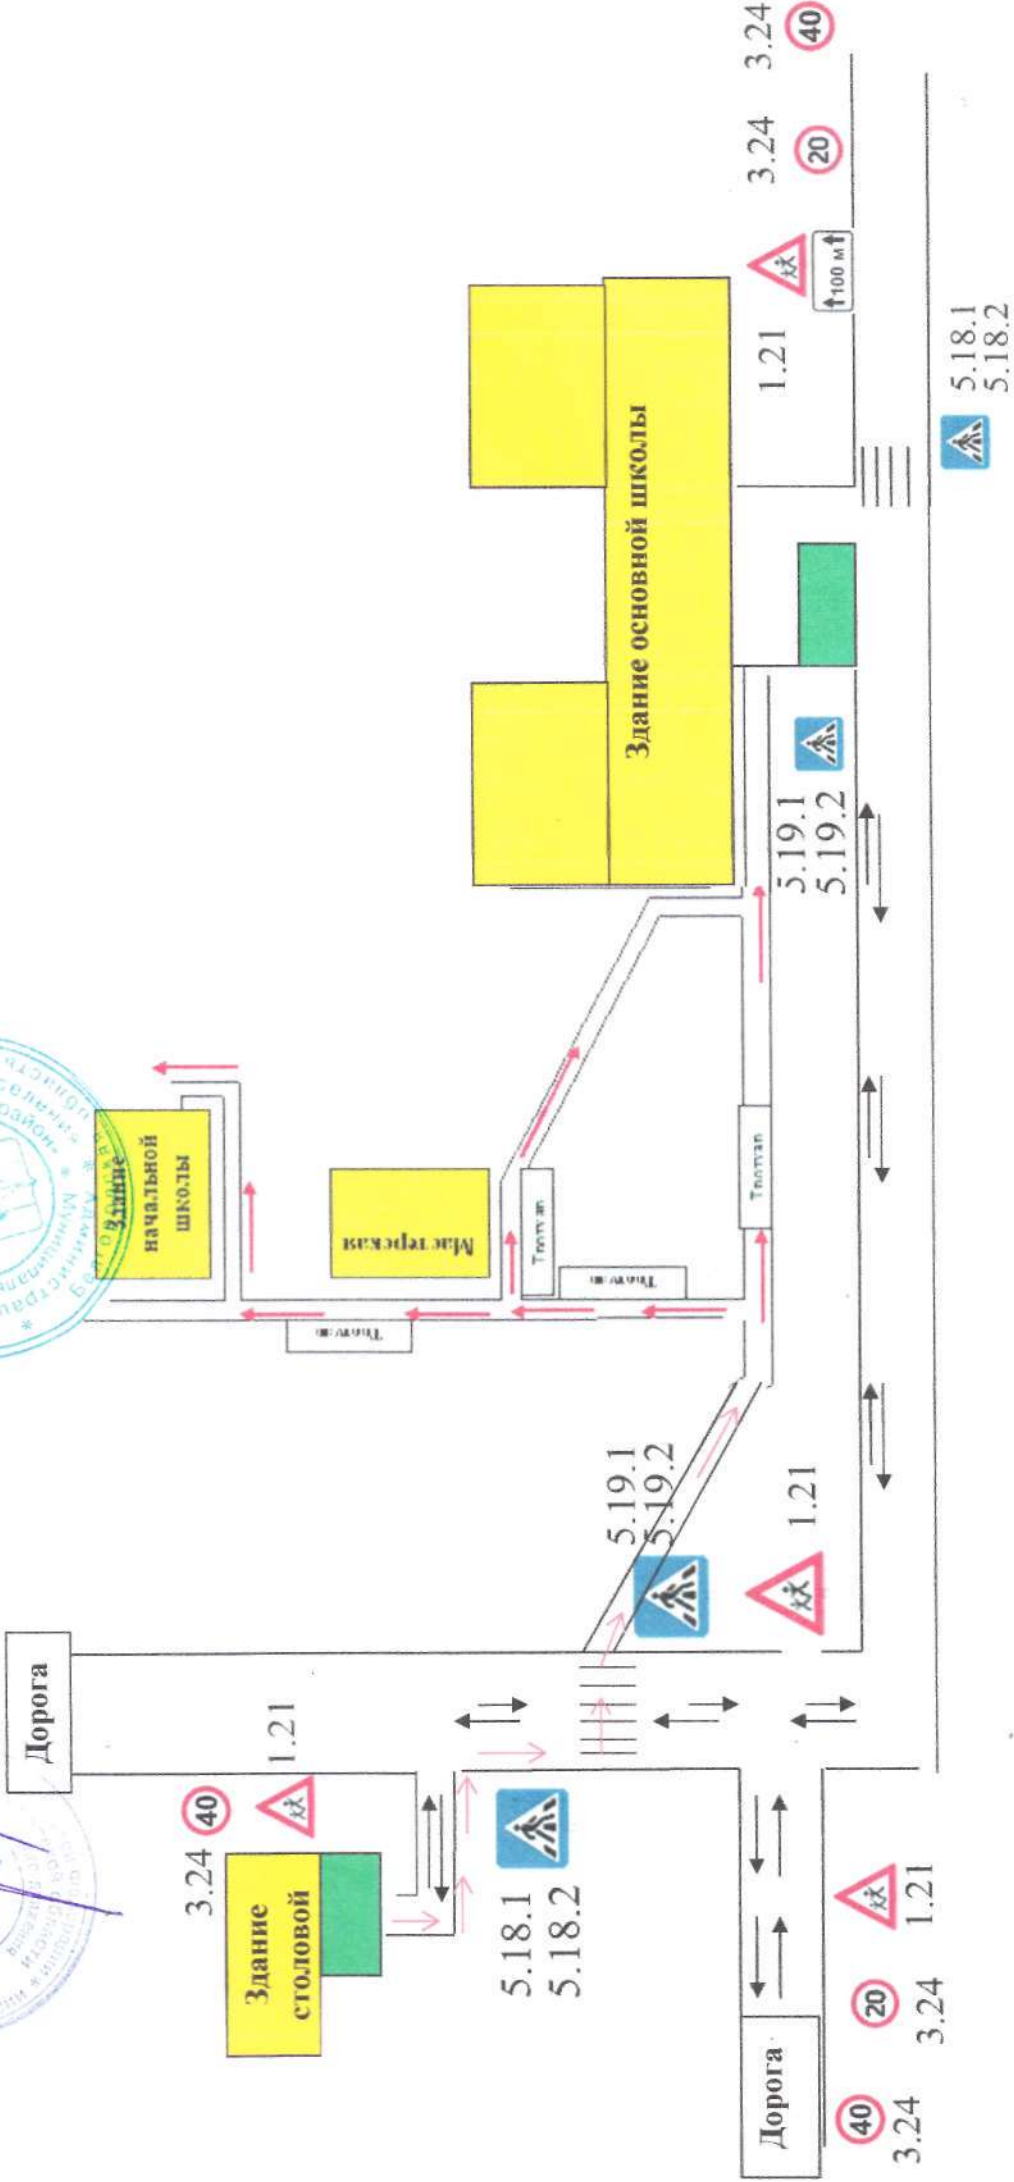 Дорога
3.24
40
1.21
Здание
столовой
5.18.1
5.18.2
Дорога
40
3.24
20
3.24
1.21
5.19.1
5.19.2
1.21
Здание
начальной
школы
Мастерская
Тротуар
Тротуар
Тротуар
Тротуар
Здание основной школы
5.19.1
5.19.2
1.21
100 м
3.24
20
3.24
40
5.18.1
5.18.2